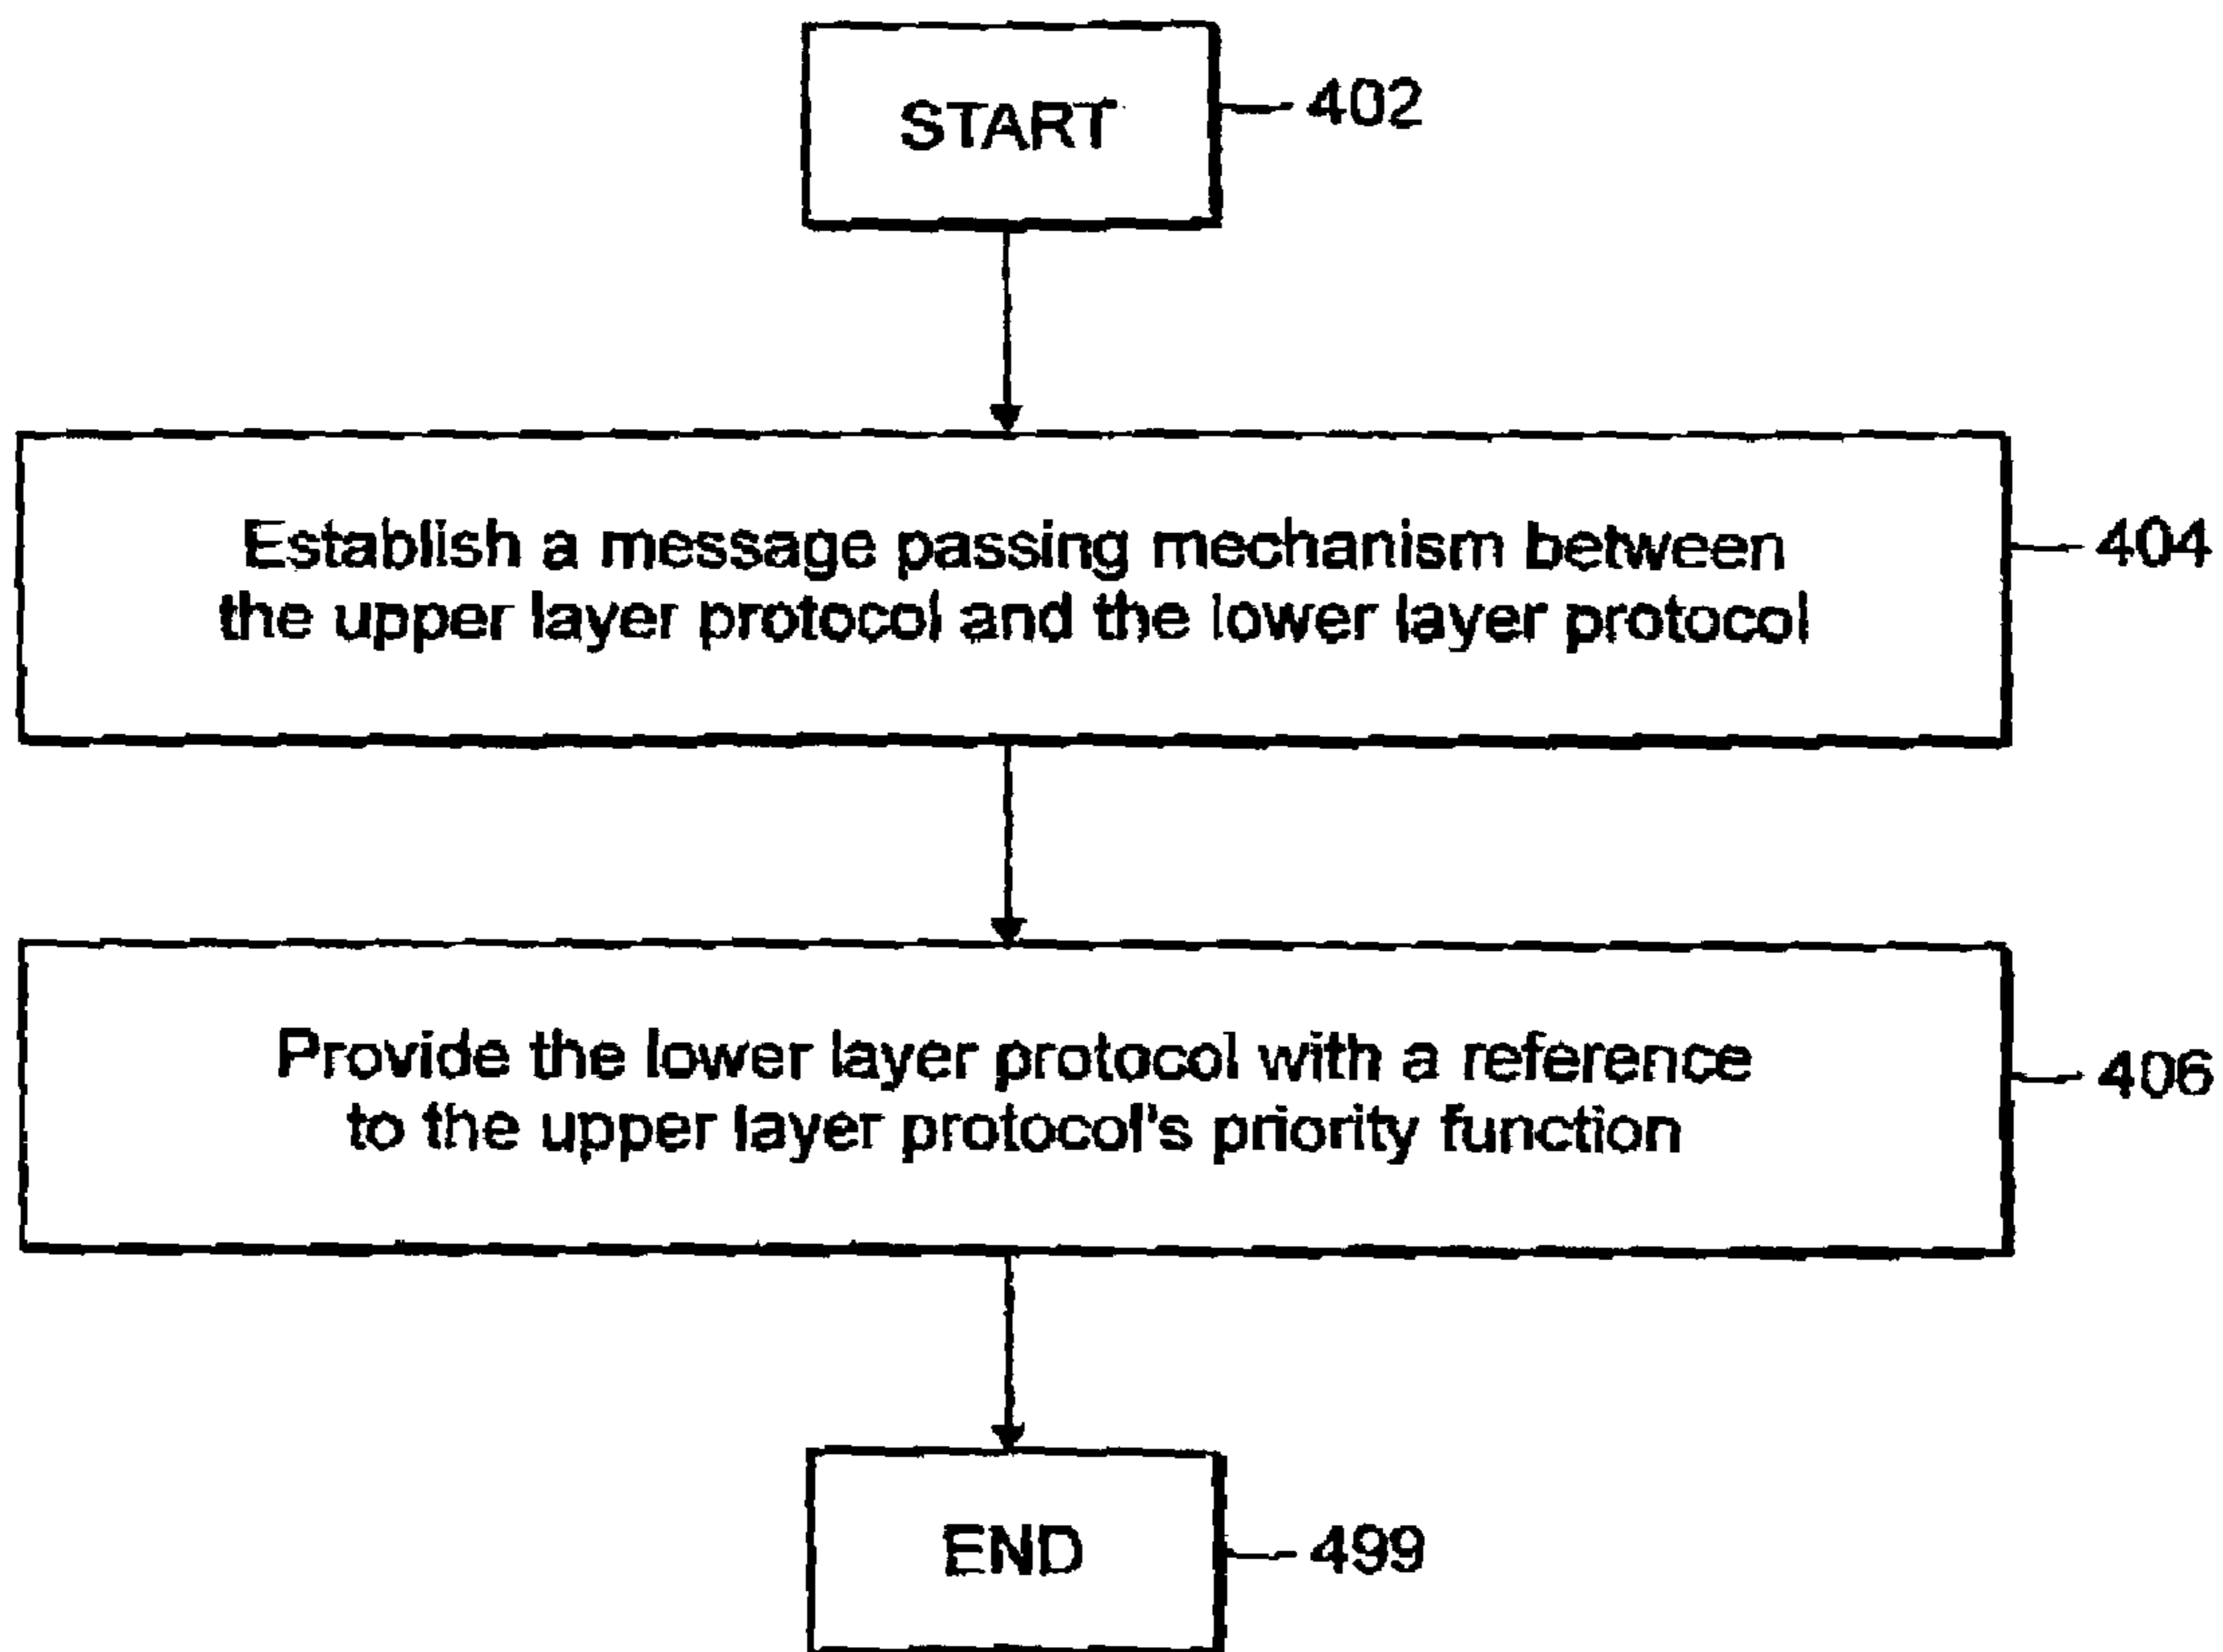 START
402
Establish a message passing mechanism between
the upper layer protocol and the lower layer protocol
404
Provide the lower layer protocol with a reference
to the upper layer protocol's priority function
406
END
499